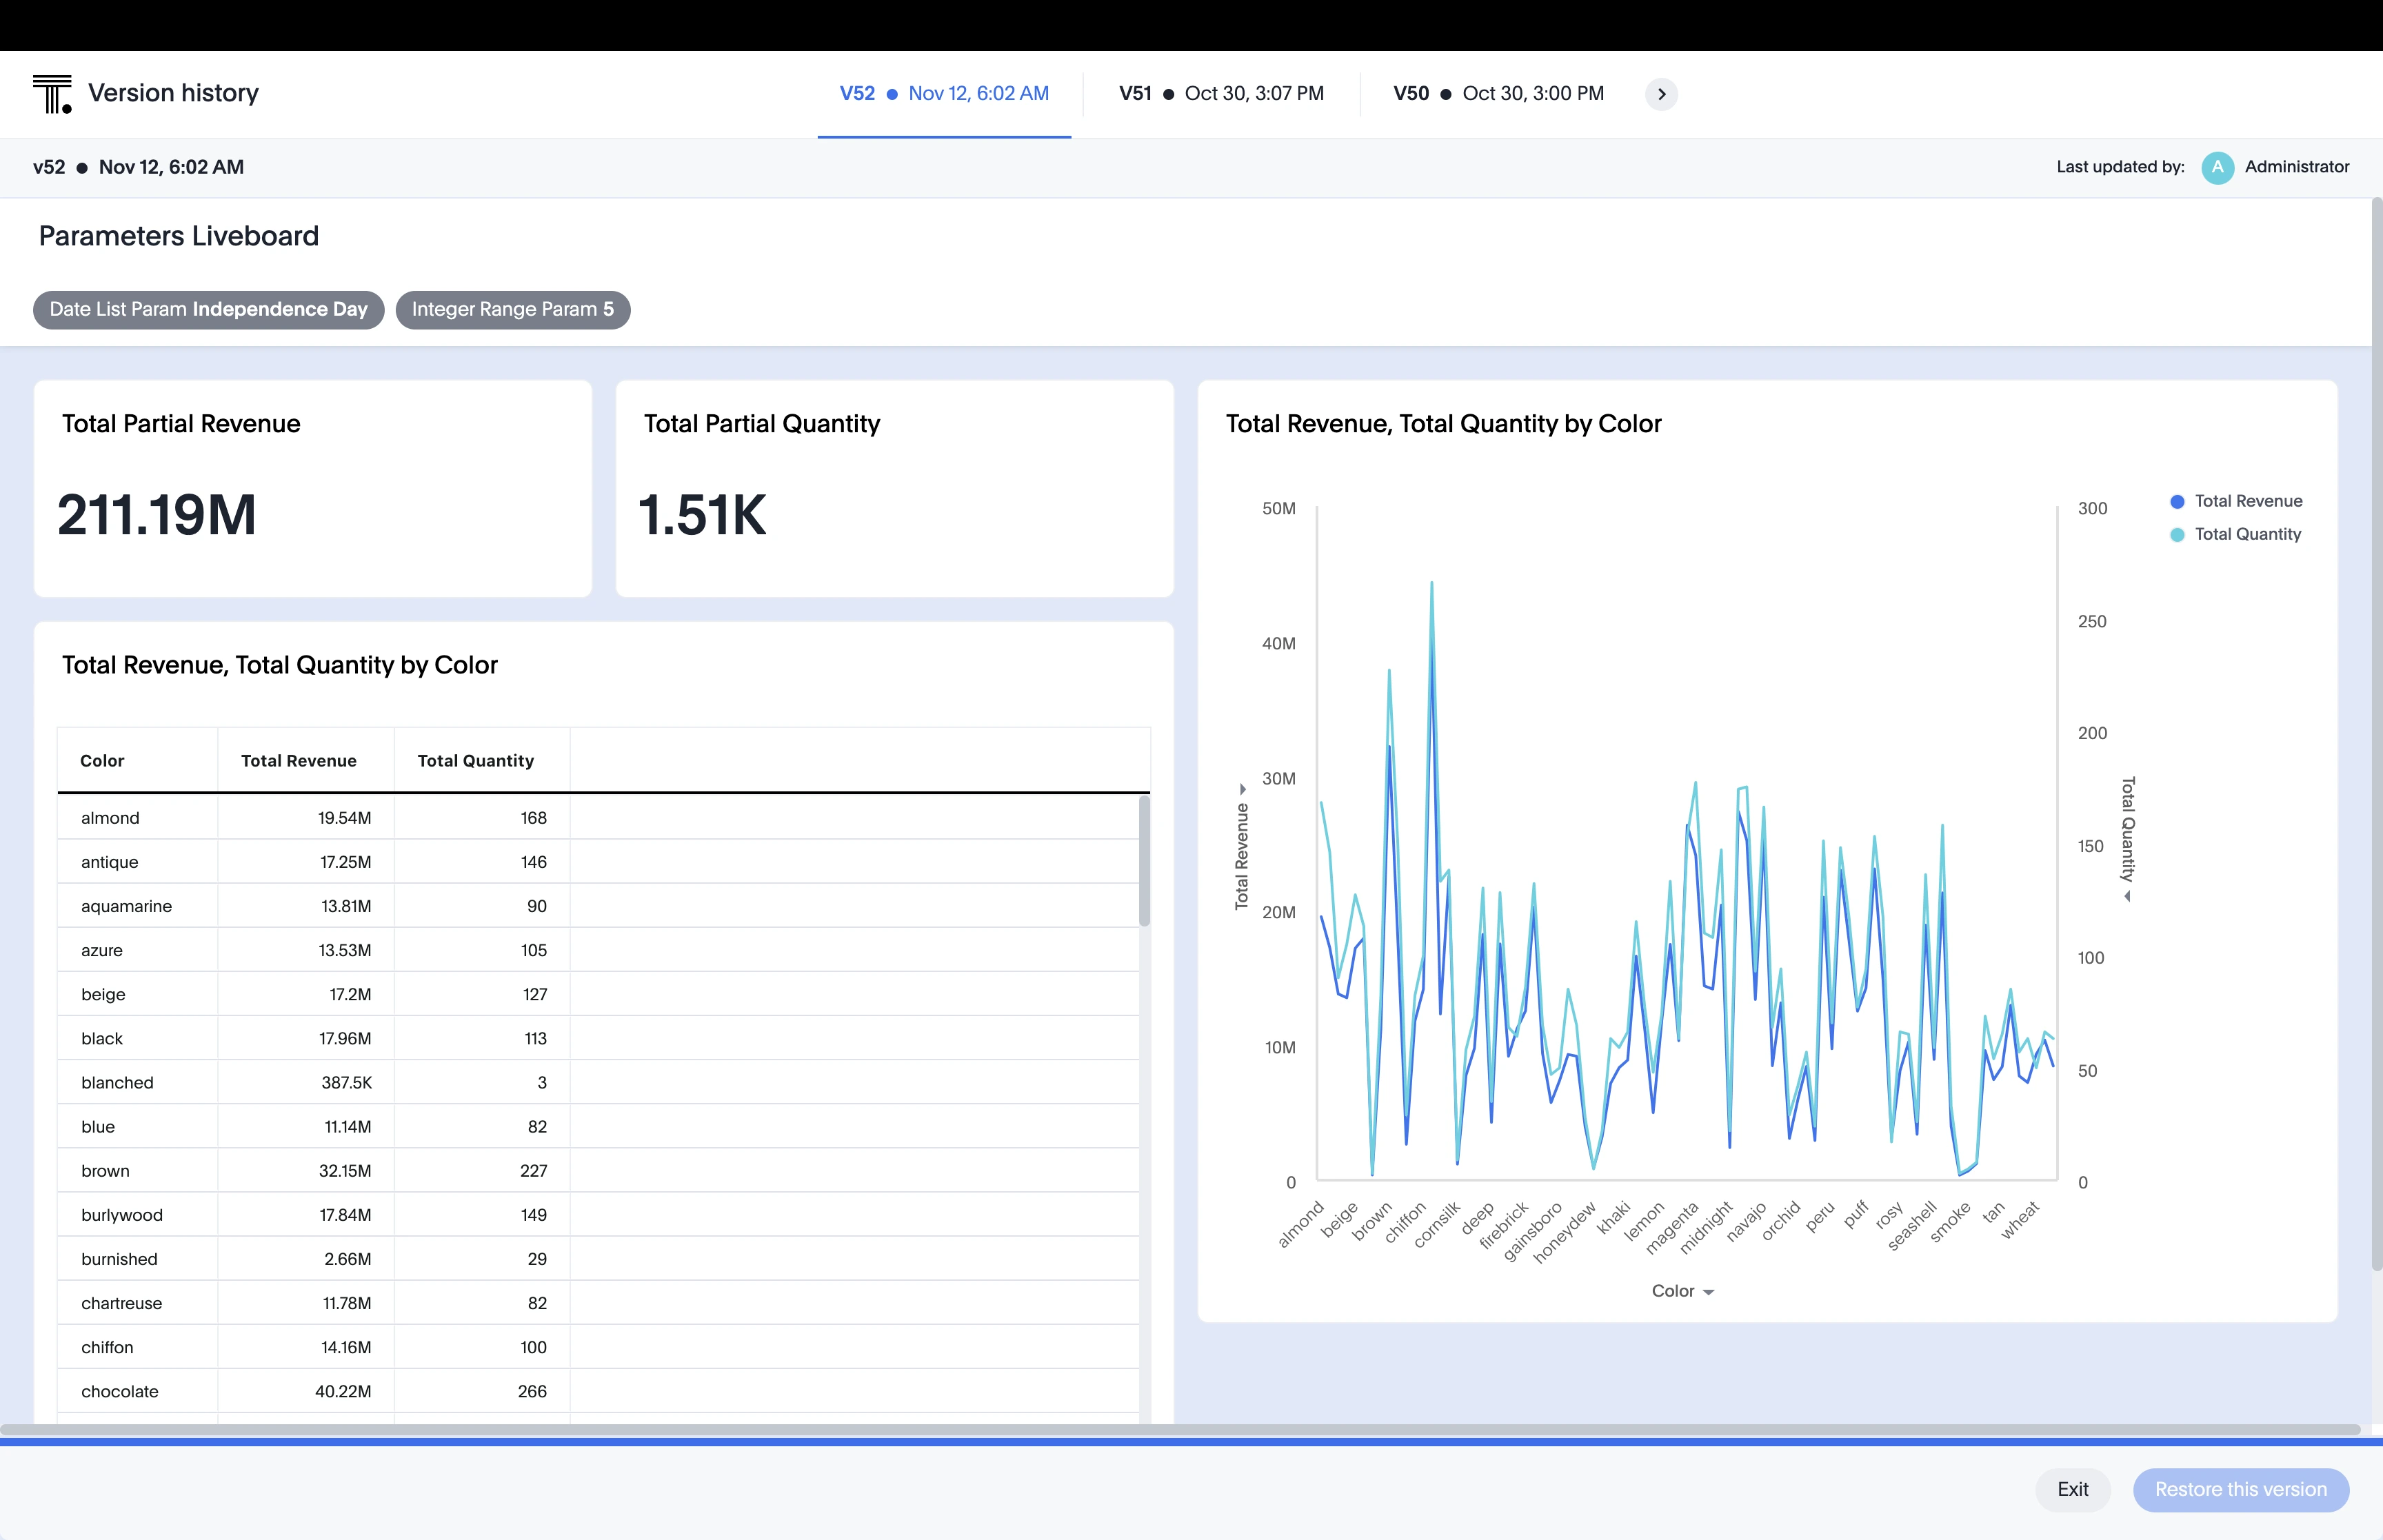 Version history
V52 ● Nov 12, 6:02 AM
V51 ● Oct 30, 3:07 PM
V50 ● Oct 30, 3:00 PM
v52 ● Nov 12, 6:02 AM
Last updated by: A Administrator
Parameters Liveboard
Date List Param Independence Day
Integer Range Param 5
Total Partial Revenue
211.19M
Total Partial Quantity
1.51K
Total Revenue, Total Quantity by Color
Color Total Revenue Total Quantity
almond 19.54M 168
antique 17.25M 146
aquamarine 13.81M 90
azure 13.53M 105
beige 17.2M 127
black 17.96M 113
blanched 387.5K 3
blue 11.14M 82
brown 32.15M 227
burlywood 17.84M 149
burnished 2.66M 29
chartreuse 11.78M 82
chiffon 14.16M 100
chocolate 40.22M 266
Total Revenue, Total Quantity by Color
Total Revenue
Total Quantity
50M
40M
30M
20M
10M
0
Total Revenue
300
250
200
150
100
50
0
Total Quantity
almond
beige
brown
chiffon
cornsilk
deep
firebrick
gainsboro
honeydew
khaki
lemon
magenta
midnight
navajo
orchid
peru
puff
rosy
seashell
smoke
tan
wheat
Color
Exit
Restore this version